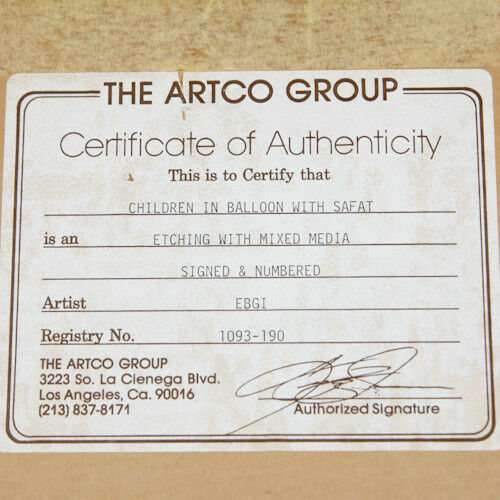 THE ARTCO GROUP
Certificate of Authenticity
This is to Certify that
CHILDREN IN BALLOON WITH SAFAT
is an ETCHING WITH MIXED MEDIA
SIGNED & NUMBERED
Artist EBGI
Registry No. 1093-190
THE ARTCO GROUP
3223 So. La Cienega Blvd.
Los Angeles, Ca. 90016
(213) 837-8171
Authorized Signature